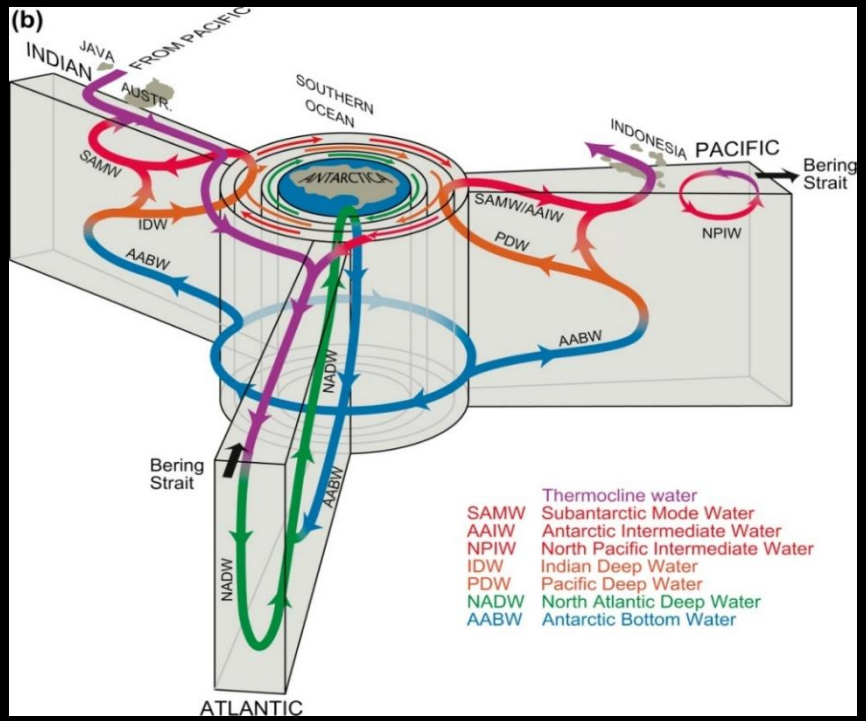 (b)
FROM PACIFIC
JAVA
INDIAN
AUSTR.
SOUTHERN
OCEAN
ANTARCTICA
INDONESIA
PACIFIC
Bering
Strait
SAMW
SAMW/AAIW
NPIW
IDW
PDW
AABW
AABW
NADW
Bering
Strait
AABW
NADW
ATLANTIC
Thermocline water
SAMW Subantarctic Mode Water
AAIW Antarctic Intermediate Water
NPIW North Pacific Intermediate Water
IDW Indian Deep Water
PDW Pacific Deep Water
NADW North Atlantic Deep Water
AABW Antarctic Bottom Water